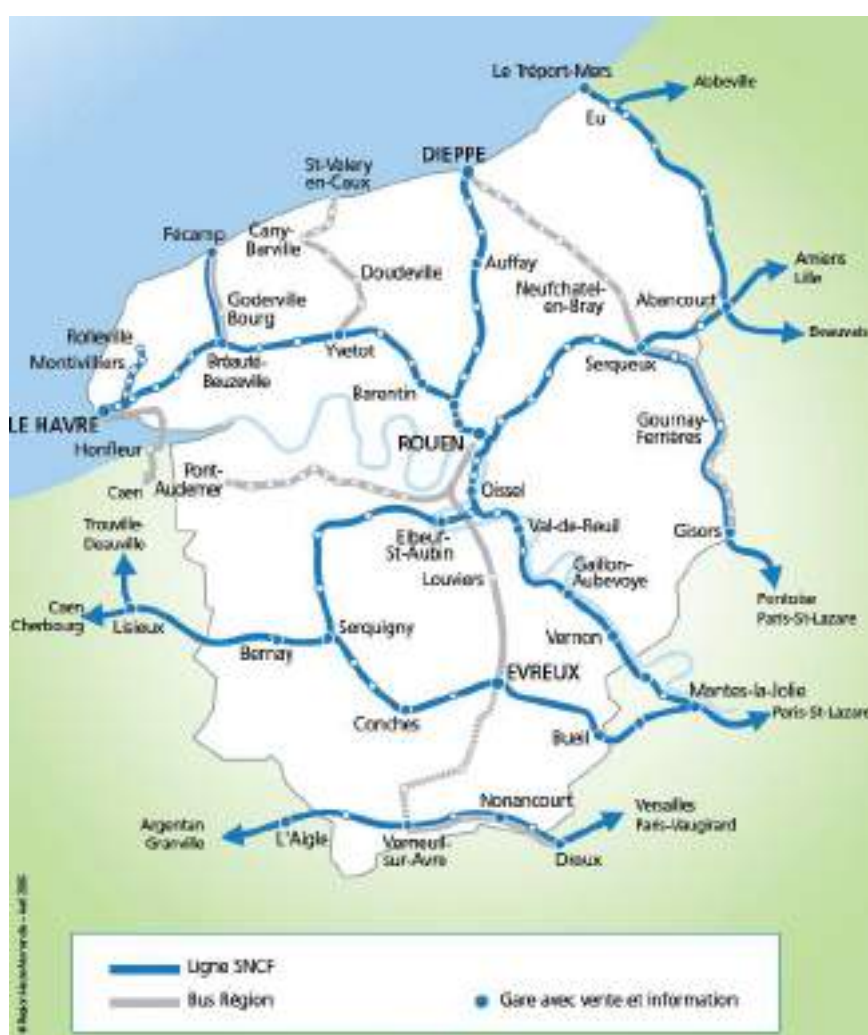 Le Tréport-Mers
Abbeville
Eu
DIEPPE
St-Valery
en-Caux
Fécamp
Cany-
Barville
Amiens
Lille
Auffay
Doudeville
Neufchatel-
en-Bray
Abancourt
Goderville
Bourg
Rolleville
Montivilliers
Beauvais
Yvetot
Bréauté-
Beuzeville
Serqueux
Barentin
LE HAVRE
Gournay-
Ferrières
ROUEN
Honfleur
Pont-
Audemer
Oissel
Caen
Trouville-
Deauville
Elbeuf-
St-Aubin
Val-de-Reuil
Gisors
Gaillon-
Aubevoye
Louviers
Pontoise
Paris-St-Lazare
Caen
Cherbourg
Lisieux
Serquigny
Bernay
Vernon
EVREUX
Mantes-la-Jolie
Paris-St-Lazare
Conches
Bueil
Nonancourt
Versailles
Paris-Vaugirard
Argentan
Granville
L'Aigle
Verneuil-
sur-Avre
Dreux
Ligne SNCF
Bus Région
Gare avec vente et information